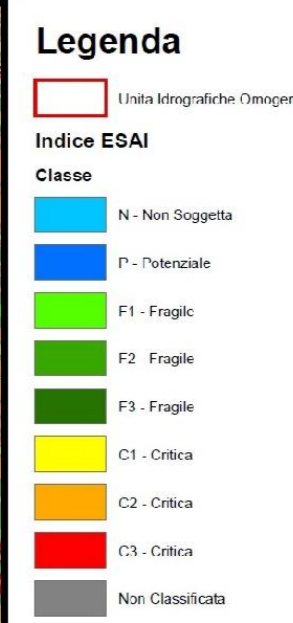 Legenda
Unita Idrografiche Omoger
Indice ESAI
Classe
N - Non Soggetta
P - Potenziale
F1 - Fragile
F2 Fragile
F3 - Fragile
C1 - Critica
C2 - Critica
C3 - Critica
Non Classificata